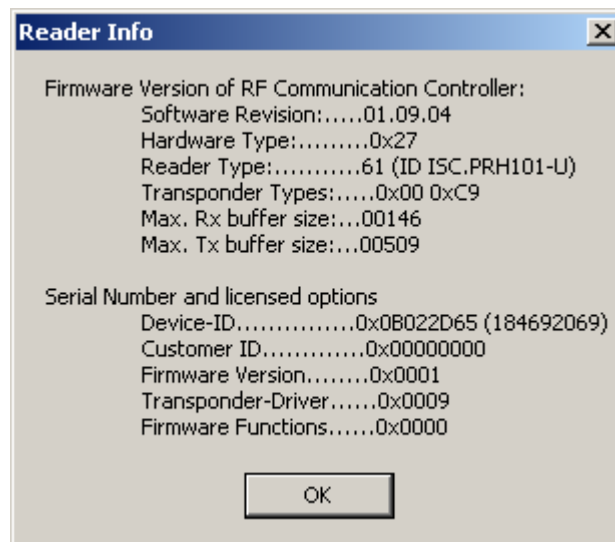 Reader Info
Firmware Version of RF Communication Controller:
Software Revision:.....01.09.04
Hardware Type:.........0x27
Reader Type:...........61 (ID ISC.PRH101-U)
Transponder Types:.....0x00 0xC9
Max. Rx buffer size:...00146
Max. Tx buffer size:...00509
Serial Number and licensed options
Device-ID...............0x0B022D65 (184692069)
Customer ID.............0x00000000
Firmware Version........0x0001
Transponder-Driver......0x0009
Firmware Functions......0x0000
OK